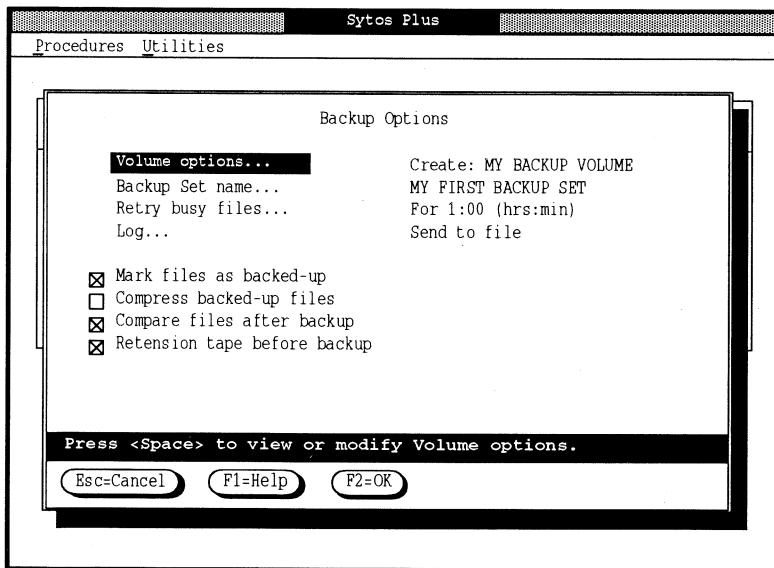 Sytos Plus
Procedures Utilities
Backup Options
Volume options... Create: MY BACKUP VOLUME
Backup Set name... MY FIRST BACKUP SET
Retry busy files... For 1:00 (hrs:min)
Log... Send to file
Mark files as backed-up
Compress backed-up files
Compare files after backup
Retension tape before backup
Press <Space> to view or modify Volume options.
Esc=Cancel F1=Help F2=OK